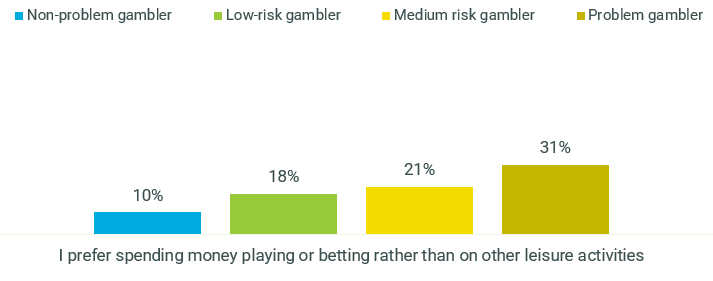 Non-problem gambler Low-risk gambler Medium risk gambler Problem gambler
31%
21%
18%
10%
I prefer spending money playing or betting rather than on other leisure activities